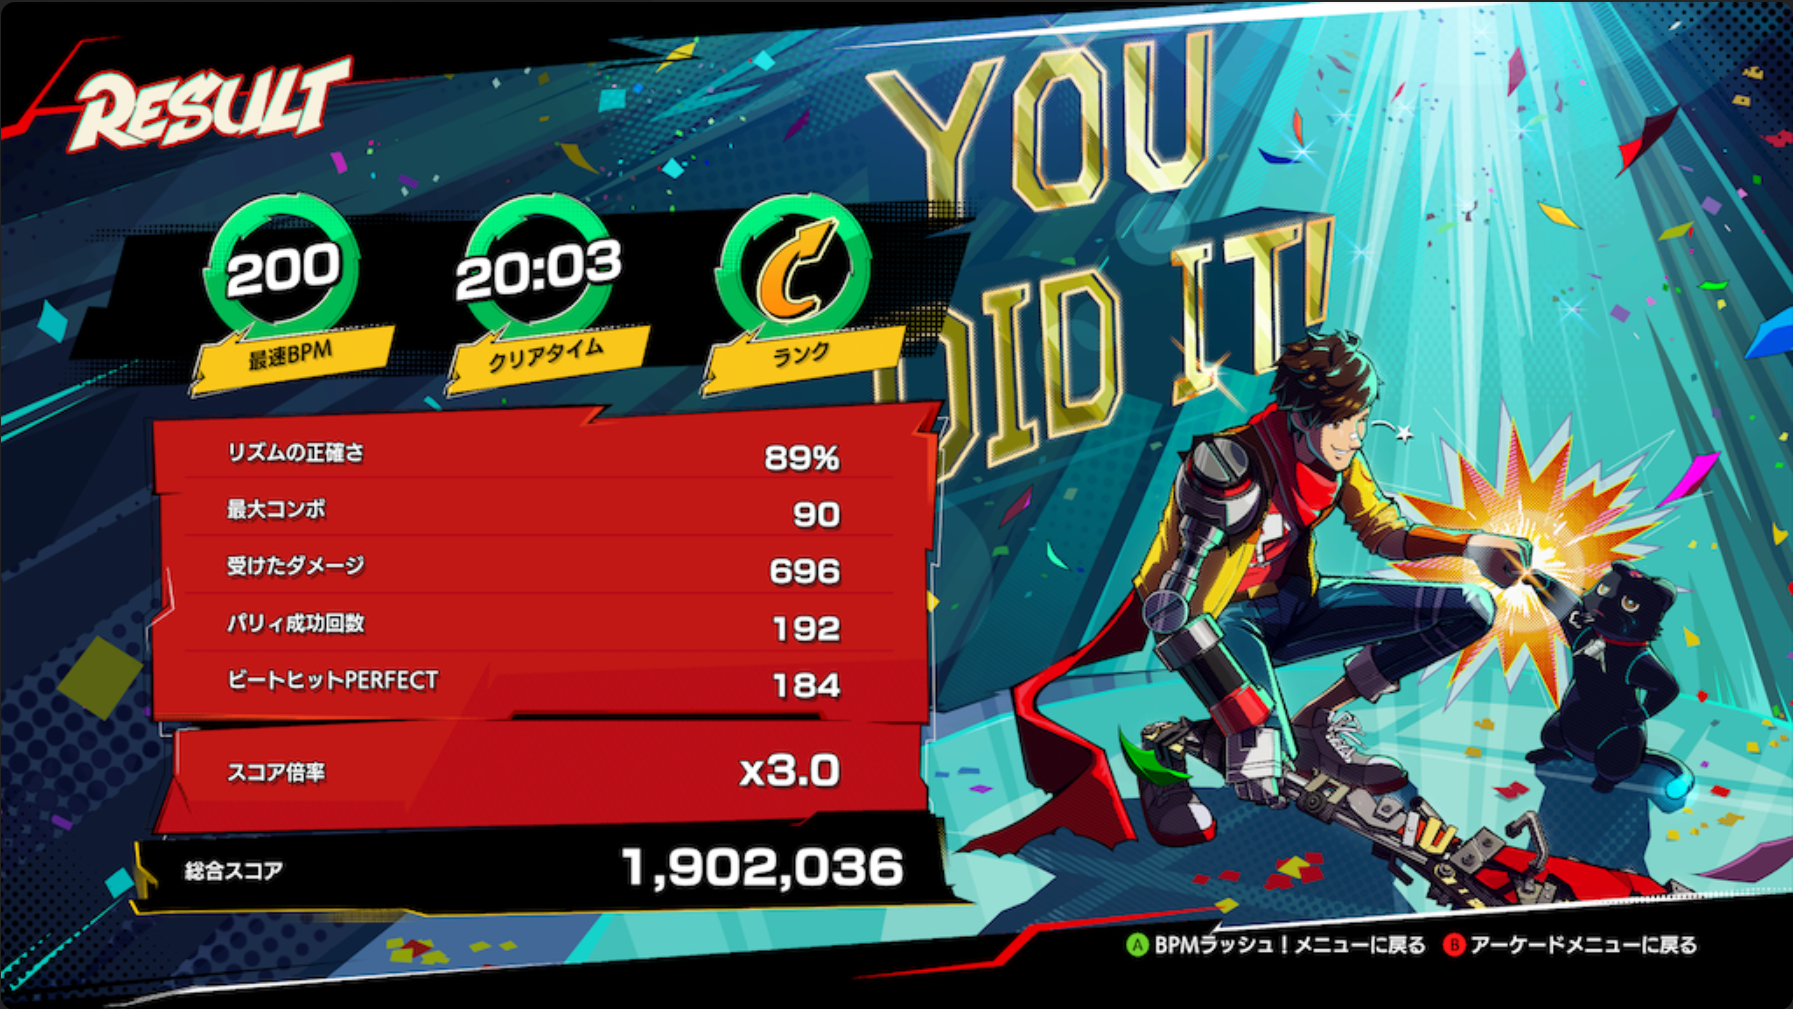 RESULT
YOU
DID IT!
200
最速BPM
20:03
クリアタイム
C
ランク
リズムの正確さ 89%
最大コンボ 90
受けたダメージ 696
パリィ成功回数 192
ビートヒットPERFECT 184
スコア倍率 x3.0
総合スコア 1,902,036
A BPMラッシュ！メニューに戻る B アーケードメニューに戻る